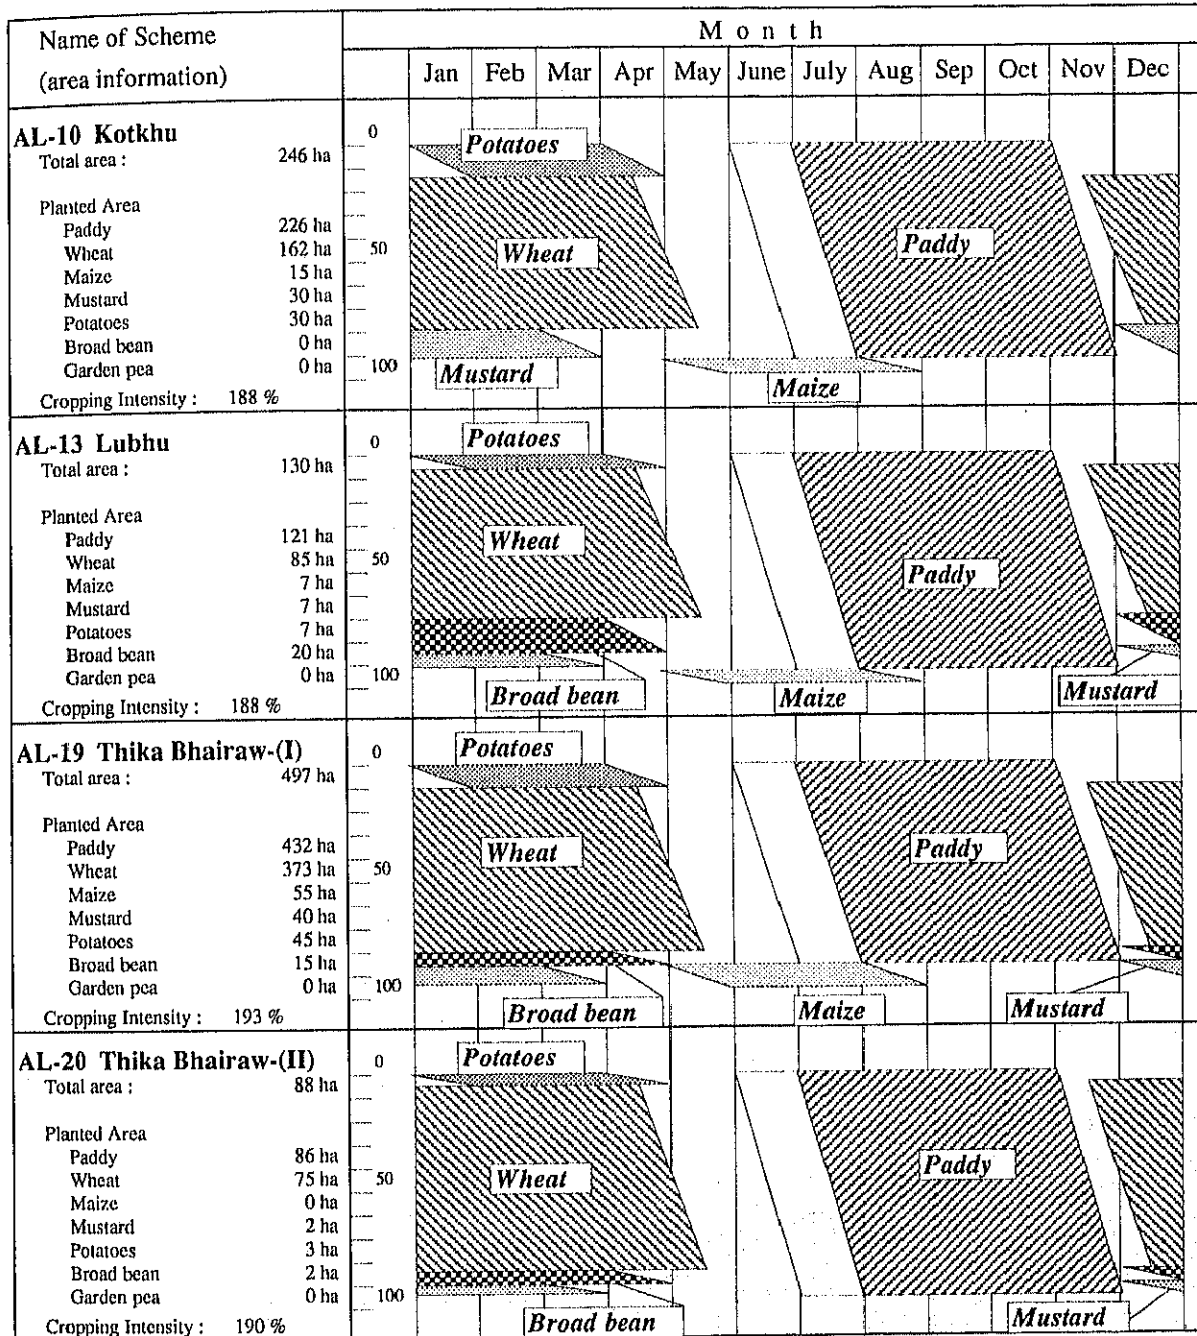 Name of Scheme
(area information)
M o n t h
Jan Feb Mar Apr May June July Aug Sep Oct Nov Dec
AL-10 Kotkhu
Total area : 246 ha
Planted Area
Paddy 226 ha
Wheat 162 ha
Maize 15 ha
Mustard 30 ha
Potatoes 30 ha
Broad bean 0 ha
Garden pea 0 ha
Cropping Intensity : 188 %
0
50
100
Potatoes
Wheat
Paddy
Mustard
Maize
AL-13 Lubhu
Total area : 130 ha
Planted Area
Paddy 121 ha
Wheat 85 ha
Maize 7 ha
Mustard 7 ha
Potatoes 7 ha
Broad bean 20 ha
Garden pea 0 ha
Cropping Intensity : 188 %
0
50
100
Potatoes
Wheat
Paddy
Broad bean
Maize
Mustard
AL-19 Thika Bhairaw-(I)
Total area : 497 ha
Planted Area
Paddy 432 ha
Wheat 373 ha
Maize 55 ha
Mustard 40 ha
Potatoes 45 ha
Broad bean 15 ha
Garden pea 0 ha
Cropping Intensity : 193 %
0
50
100
Potatoes
Wheat
Paddy
Broad bean
Maize
Mustard
AL-20 Thika Bhairaw-(II)
Total area : 88 ha
Planted Area
Paddy 86 ha
Wheat 75 ha
Maize 0 ha
Mustard 2 ha
Potatoes 3 ha
Broad bean 2 ha
Garden pea 0 ha
Cropping Intensity : 190 %
0
50
100
Potatoes
Wheat
Paddy
Broad bean
Mustard